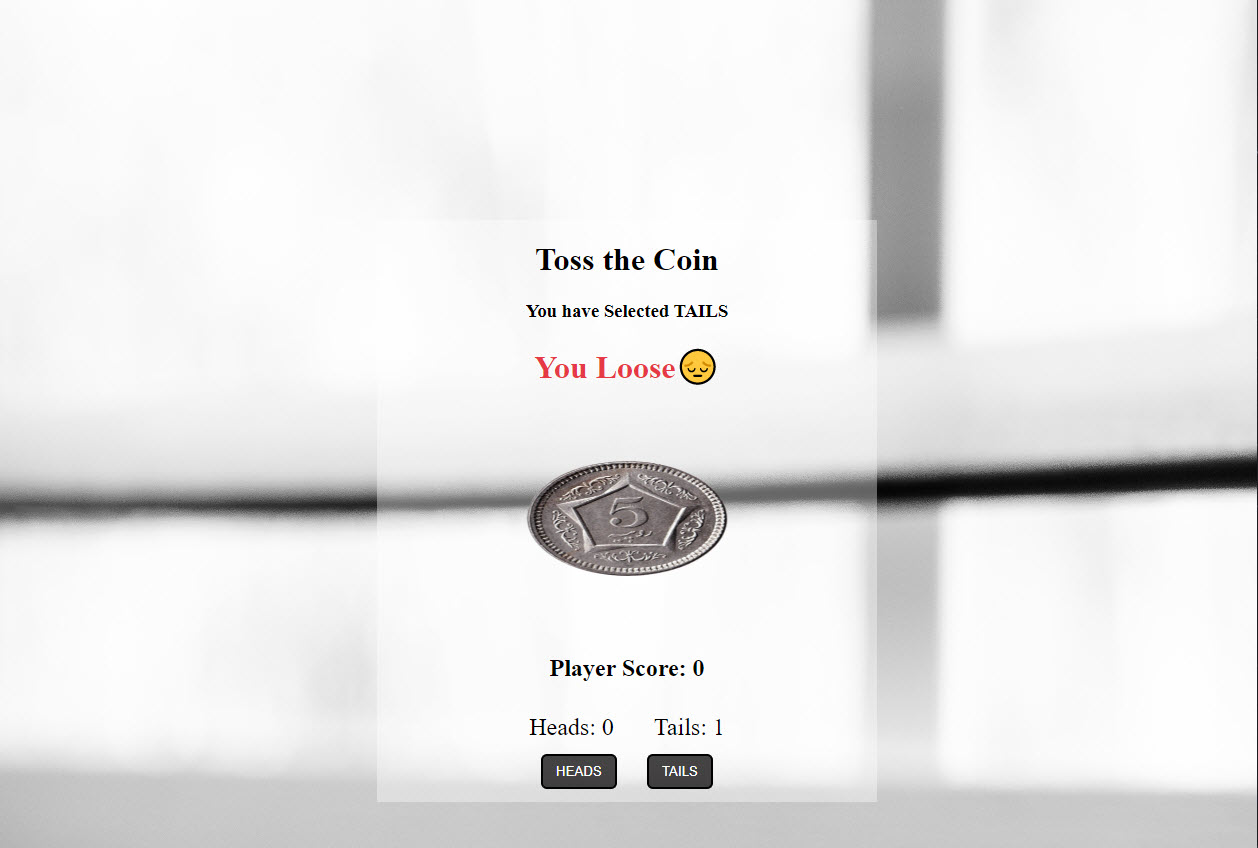 Toss the Coin
You have Selected TAILS
You Loose😔
5
Player Score: 0
Heads: 0 Tails: 1
HEADS TAILS